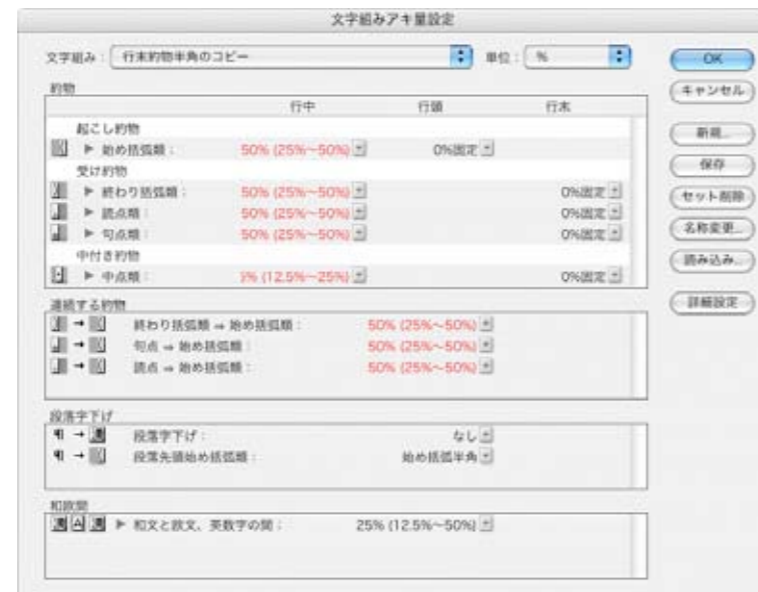 文字組みアキ量設定
文字組み： 行末約物半角のコピー 単位： %
OK
キャンセル
新規...
保存
セット削除
名称変更...
読み込み...
詳細設定
約物
行中 行頭 行末
起こし約物
始め括弧類： 50% (25%～50%) 0%固定
受け約物
終わり括弧類： 50% (25%～50%) 0%固定
読点類： 50% (25%～50%) 0%固定
句点類： 50% (25%～50%) 0%固定
中付き約物
中点類： (12.5%～25%) 0%固定
連続する約物
終わり括弧類 ⇒ 始め括弧類： 50% (25%～50%)
句点 ⇒ 始め括弧類： 50% (25%～50%)
読点 ⇒ 始め括弧類： 50% (25%～50%)
段落字下げ
段落字下げ： なし
段落先頭始め括弧類： 始め括弧半角
和欧間
和文と欧文、英数字の間： 25% (12.5%～50%)